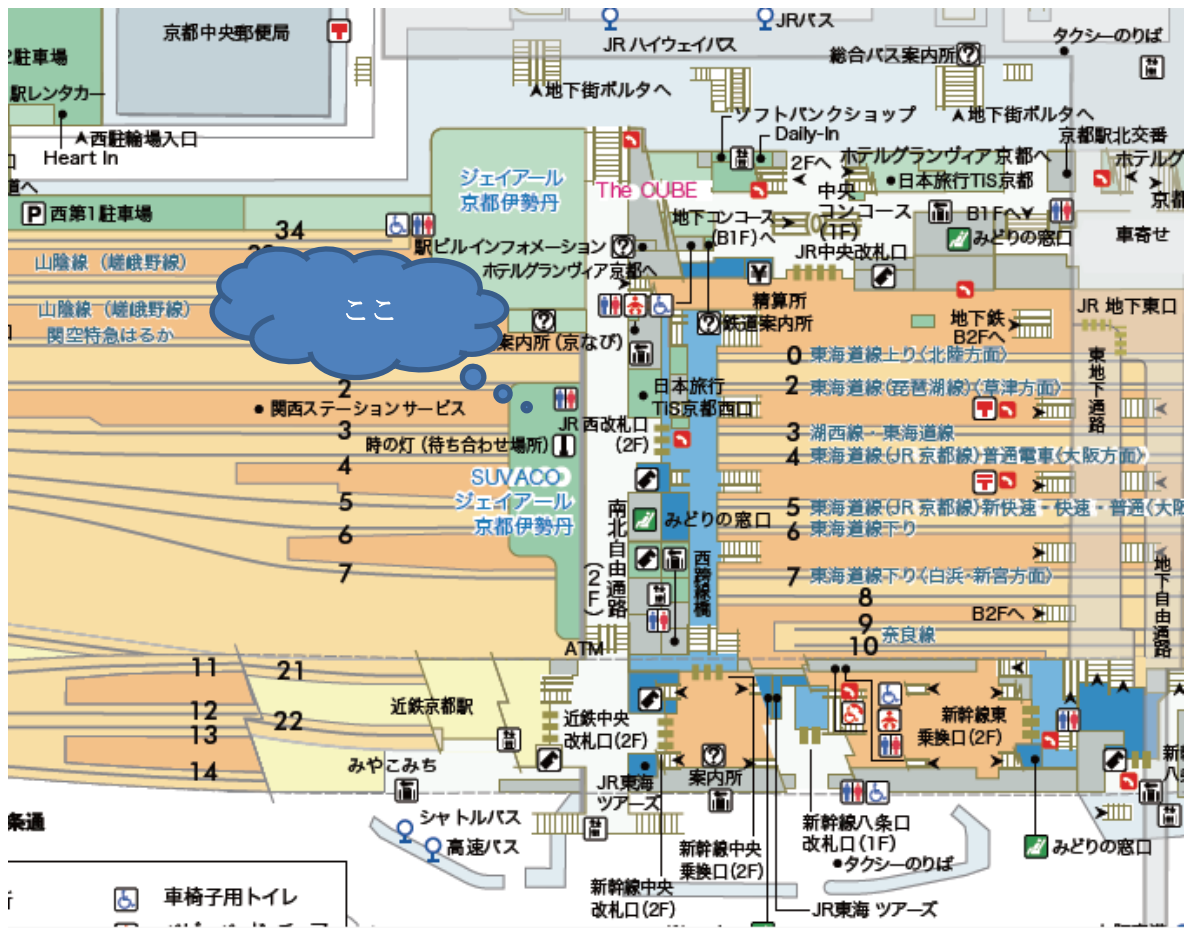 京都中央郵便局
JRバス
JR ハイウェイバス
タクシーのりば
2駐車場
総合バス案内所
駅レンタカー
地下街ポルタへ
地下街ポルタへ
ソフトバンクショップ
西駐輪場入口
Daily-In
京都駅北交番
Heart In
2Fへ
ホテルグランヴィア京都へ
ホテルグ
道へ
ジェイアール
京都伊勢丹
The CUBE
日本旅行TIS京都
京都
P 西第1駐車場
中央
コンコース
(1F)
地下コンコース
(B1F)へ
B1Fへ
34
駅ビルインフォメーション
みどりの窓口
車寄せ
JR中央改札口
山陰線（嵯峨野線）
ホテルグランヴィア京都へ
精算所
ここ
山陰線（嵯峨野線）
関空特急はるか
鉄道案内所
地下鉄
B2Fへ
JR 地下東口
案内所（京なび）
0 東海道線上り〈北陸方面〉
東地下通路
2
2 東海道線(琵琶湖線)〈草津方面〉
関西ステーションサービス
日本旅行
TIS京都西口
3
JR西改札口
(2F)
3 湖西線・東海道線
時の灯（待ち合わせ場所）
4
4 東海道線(JR 京都線)普通電車〈大阪方面〉
SUVACO
ジェイアール
京都伊勢丹
5
5 東海道線(JR 京都線)新快速・快速・普通〈大阪
南北自由通路
(2F)
みどりの窓口
6
6 東海道線下り
西跨線橋
7
7 東海道線下り〈白浜・新宮方面〉
地下自由通路
8
9
B2Fへ
奈良線
10
ATM
11
21
12
22
近鉄京都駅
近鉄中央
改札口(2F)
新幹線東
乗換口(2F)
13
みやこみち
14
JR東海
ツアーズ
案内所
新幹
八条
条通
シャトルバス
高速バス
新幹線中央
乗換口(2F)
新幹線八条口
改札口(1F)
タクシーのりば
みどりの窓口
新幹線中央
改札口(2F)
JR東海 ツアーズ
所
車椅子用トイレ